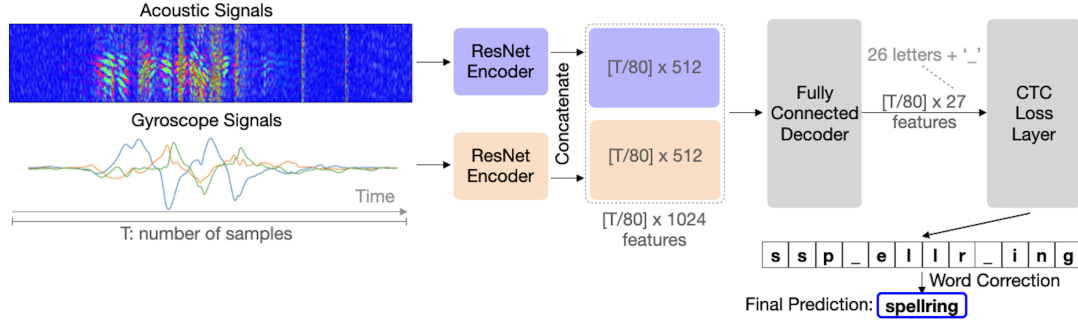 Acoustic Signals
Gyroscope Signals
Time
T: number of samples
ResNet
Encoder
ResNet
Encoder
Concatenate
[T/80] x 512
[T/80] x 512
[T/80] x 1024
features
Fully
Connected
Decoder
26 letters + ‘_’
[T/80] x 27
features
CTC
Loss
Layer
s s p _ e l l r _ i n g
Word Correction
Final Prediction: spellring